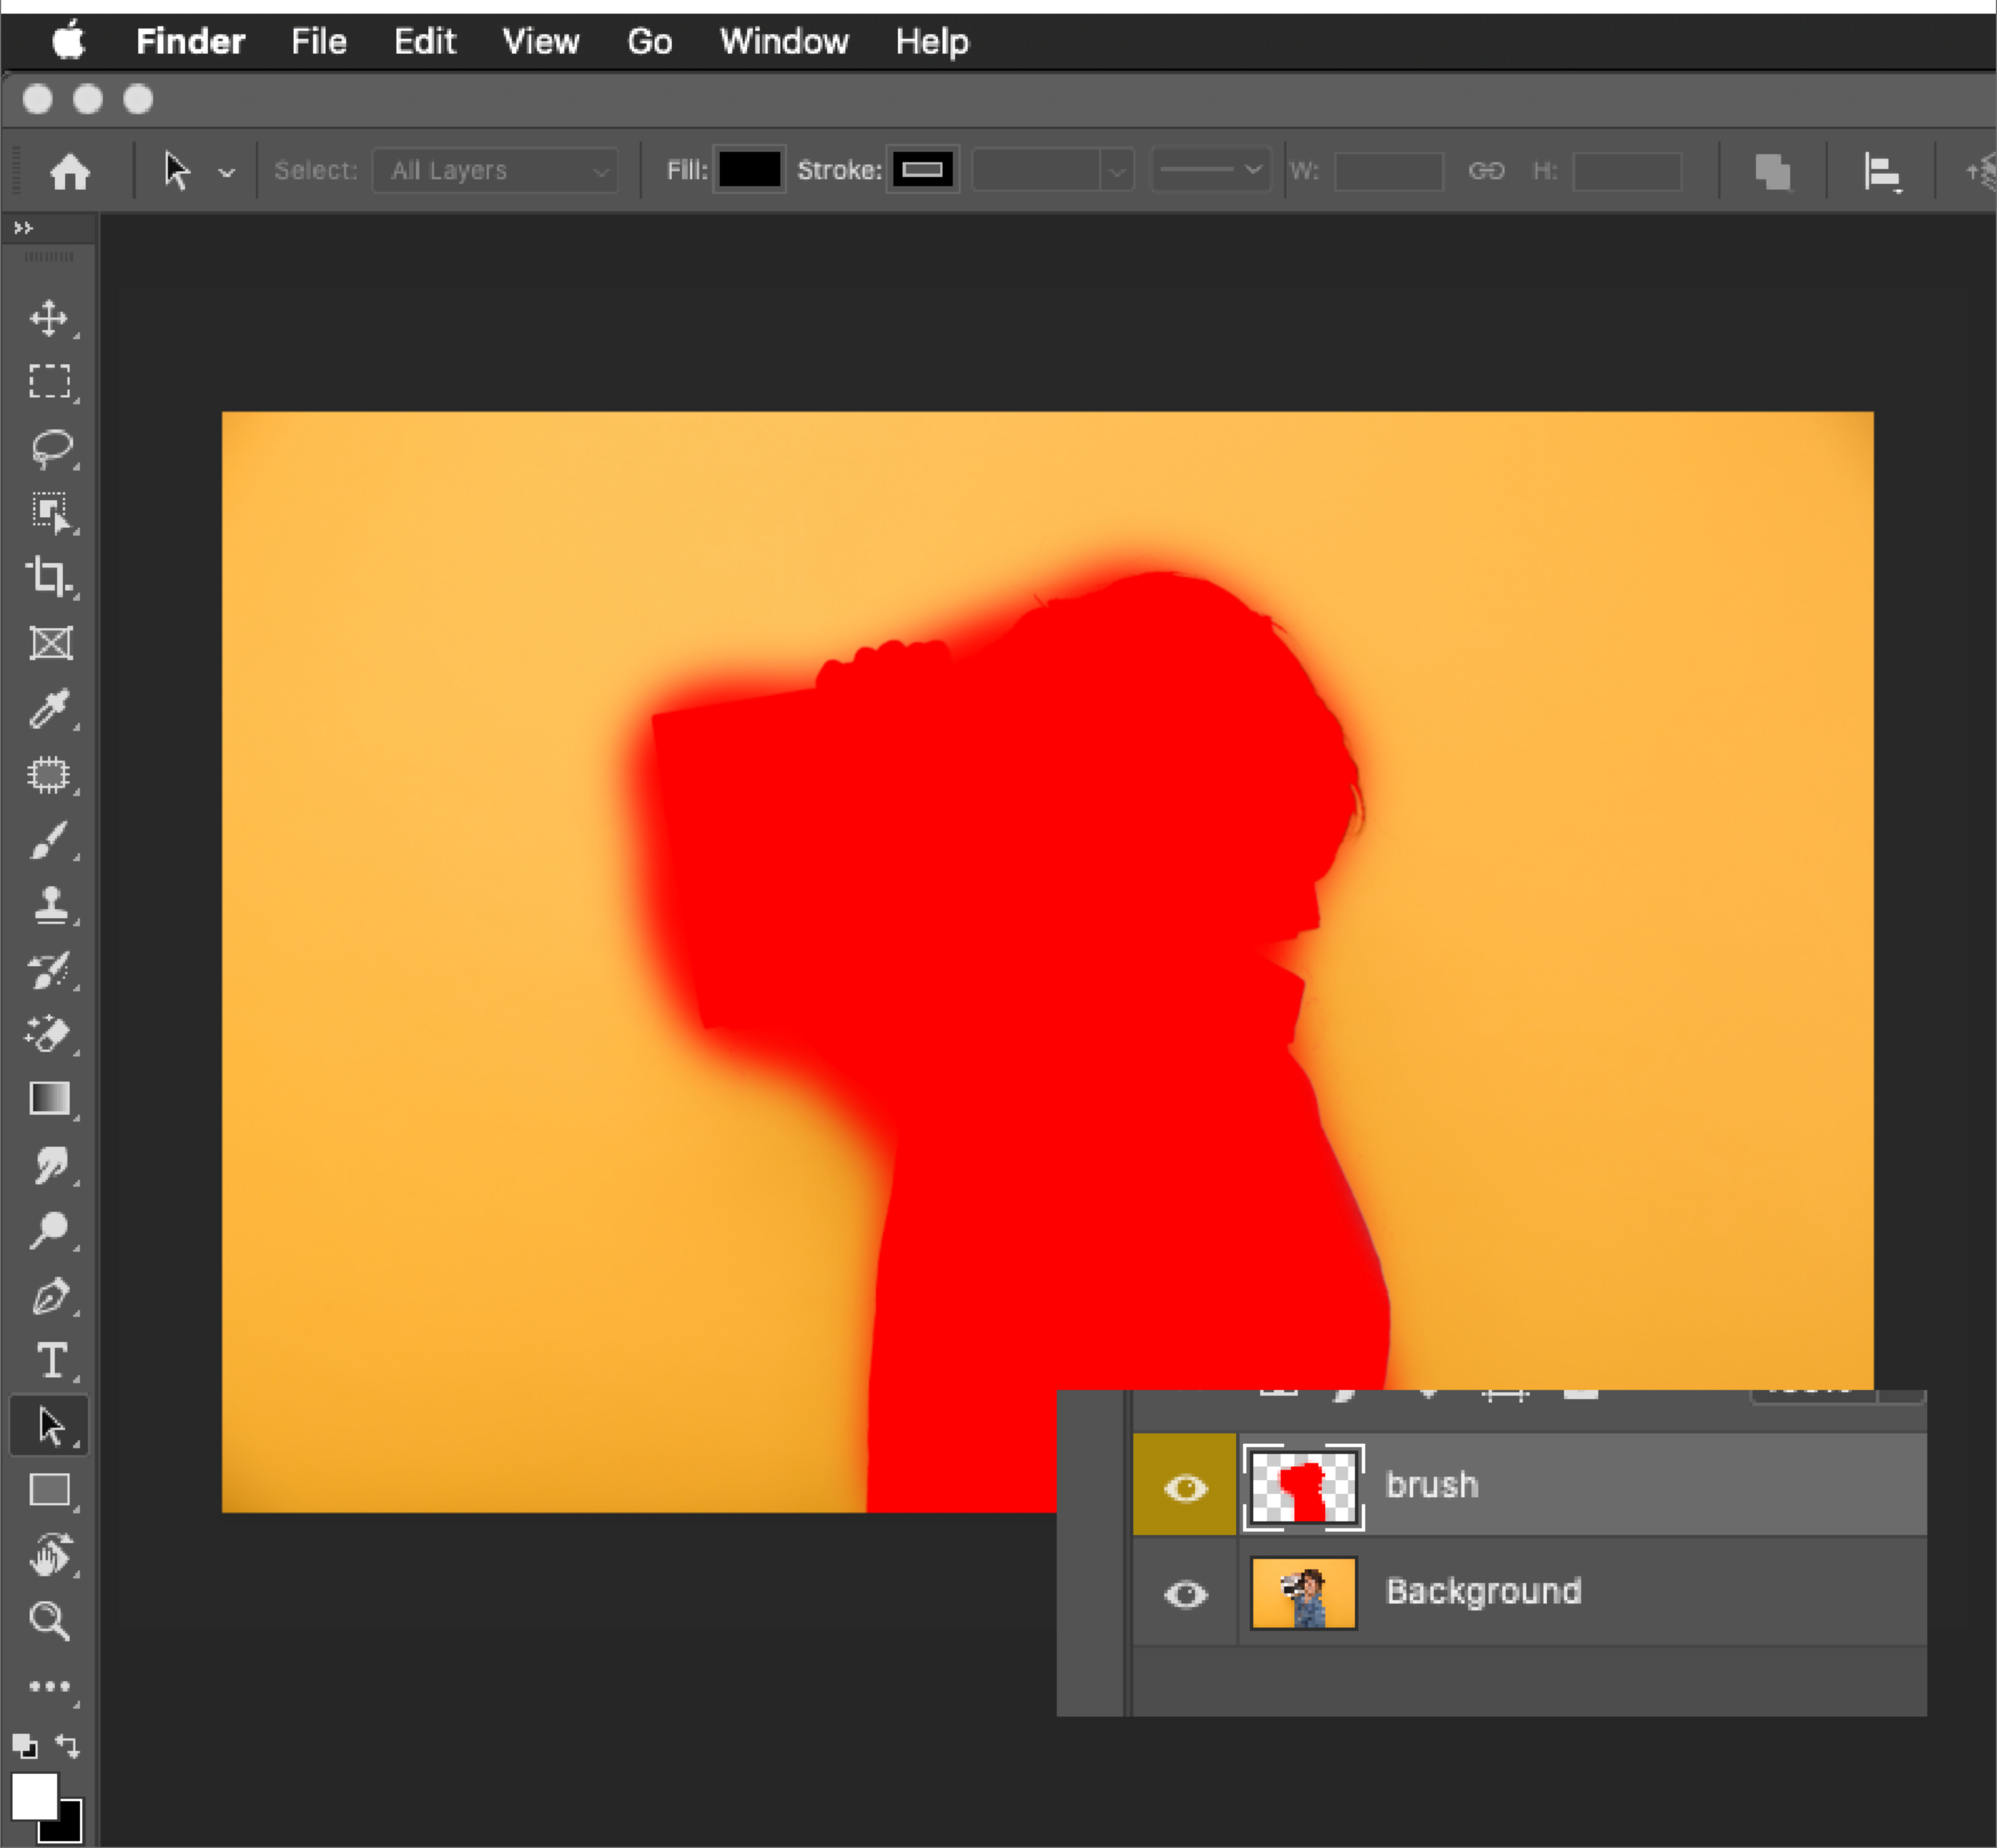 Finder File Edit View Go Window Help
Select: All Layers Fill: Stroke: W: H:
brush
Background